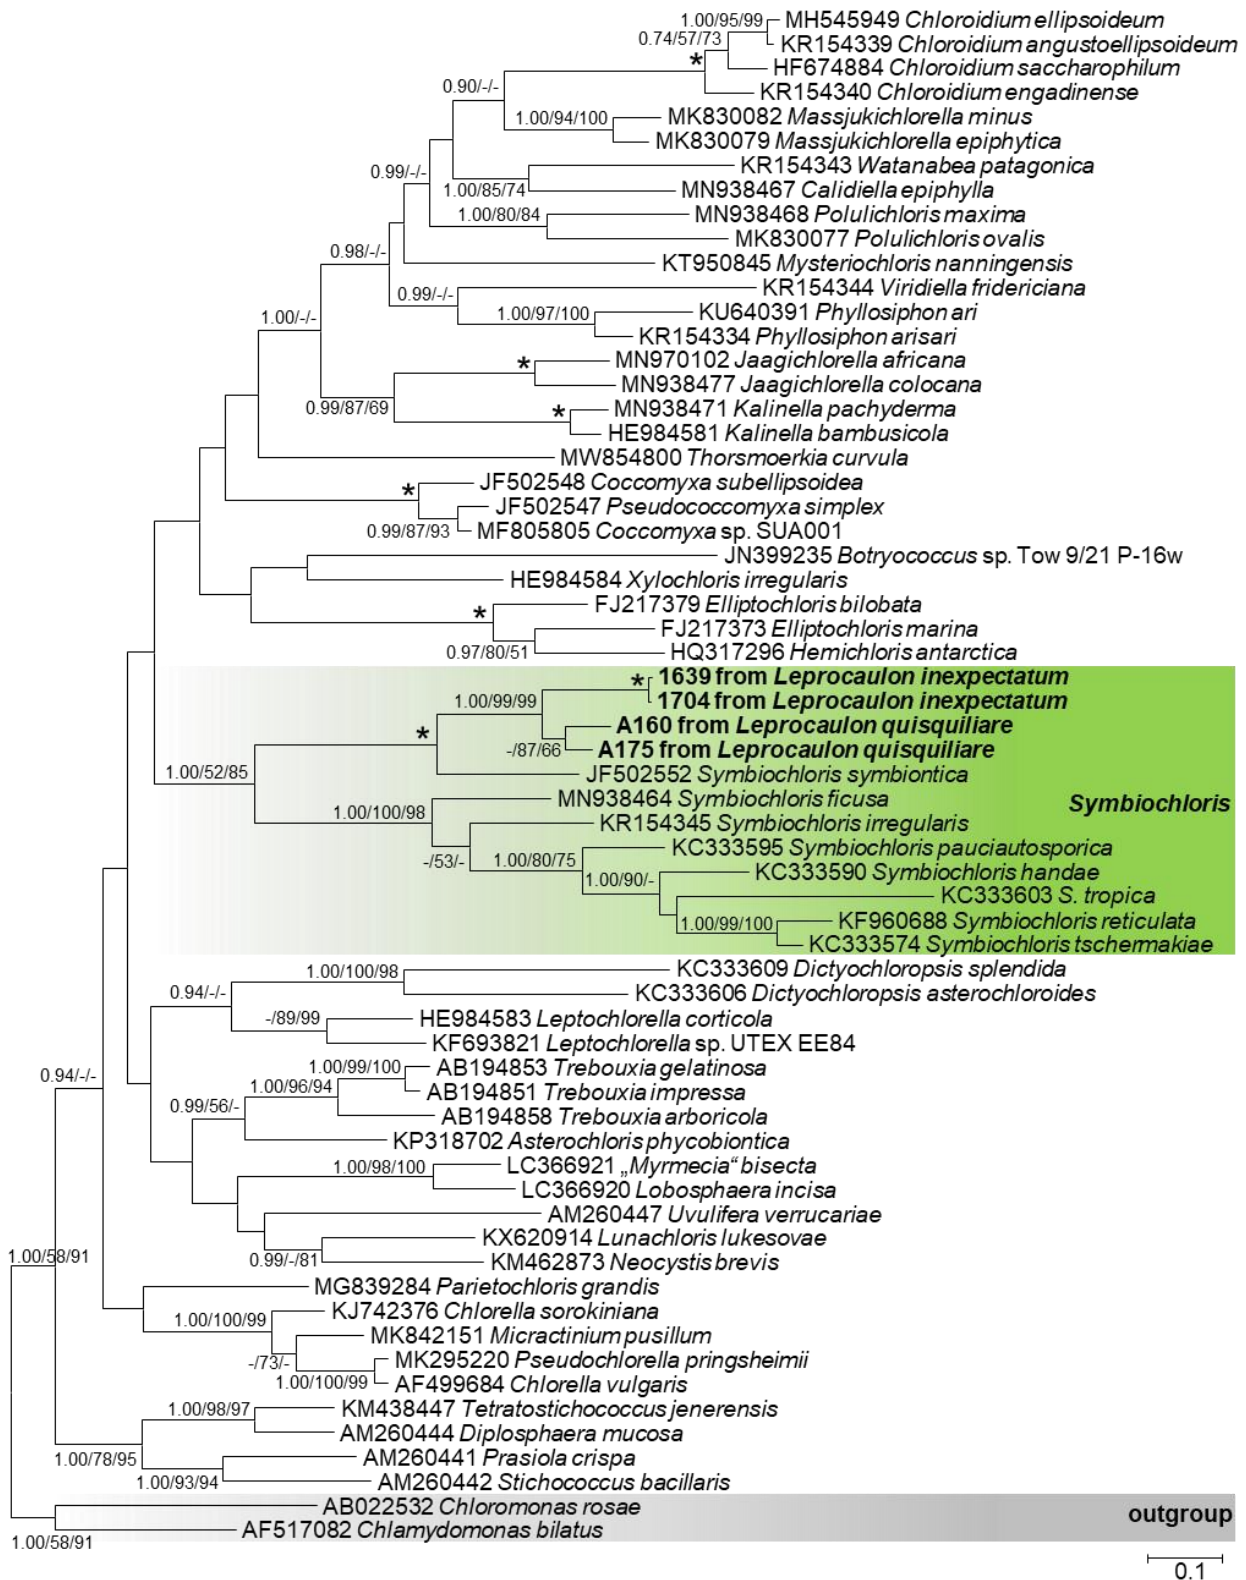 1.00/95/99
MH545949 Chloroidium ellipsoideum
0.74/57/73
KR154339 Chloroidium angustoellipsoideum
*
HF674884 Chloroidium saccharophilum
0.90/-/-
KR154340 Chloroidium engadinense
1.00/94/100
MK830082 Massjukichlorella minus
MK830079 Massjukichlorella epiphytica
0.99/-/-
KR154343 Watanabea patagonica
1.00/85/74
MN938467 Calidiella epiphylla
1.00/80/84
MN938468 Polulichloris maxima
MK830077 Polulichloris ovalis
0.98/-/-
KT950845 Mysteriochloris nanningensis
0.99/-/-
KR154344 Viridiella fridericiana
1.00/-/-
1.00/97/100
KU640391 Phyllosiphon ari
KR154334 Phyllosiphon arisari
*
MN970102 Jaagichlorella africana
MN938477 Jaagichlorella colocana
0.99/87/69
*
MN938471 Kalinella pachyderma
HE984581 Kalinella bambusicola
MW854800 Thorsmoerkia curvula
*
JF502548 Coccomyxa subellipsoidea
JF502547 Pseudococcomyxa simplex
0.99/87/93
MF805805 Coccomyxa sp. SUA001
JN399235 Botryococcus sp. Tow 9/21 P-16w
HE984584 Xylochloris irregularis
*
FJ217379 Elliptochloris bilobata
FJ217373 Elliptochloris marina
0.97/80/51
HQ317296 Hemichloris antarctica
*
1639 from Leprocaulon inexpectatum
1.00/99/99
1704 from Leprocaulon inexpectatum
*
A160 from Leprocaulon quisquiliare
-/87/66
A175 from Leprocaulon quisquiliare
1.00/52/85
JF502552 Symbiochloris symbiontica
MN938464 Symbiochloris ficusa
Symbiochloris
1.00/100/98
KR154345 Symbiochloris irregularis
-/53/-
1.00/80/75
KC333595 Symbiochloris pauciautosporica
1.00/90/-
KC333590 Symbiochloris handae
KC333603 S. tropica
1.00/99/100
KF960688 Symbiochloris reticulata
KC333574 Symbiochloris tschermakiae
1.00/100/98
KC333609 Dictyochloropsis splendida
0.94/-/-
KC333606 Dictyochloropsis asterochloroides
-/89/99
HE984583 Leptochlorella corticola
KF693821 Leptochlorella sp. UTEX EE84
0.94/-/-
1.00/99/100
AB194853 Trebouxia gelatinosa
1.00/96/94
AB194851 Trebouxia impressa
0.99/56/-
AB194858 Trebouxia arboricola
KP318702 Asterochloris phycobiontica
1.00/98/100
LC366921 „Myrmecia“ bisecta
LC366920 Lobosphaera incisa
AM260447 Uvulifera verrucariae
KX620914 Lunachloris lukesovae
1.00/58/91
0.99/-/81
KM462873 Neocystis brevis
MG839284 Parietochloris grandis
1.00/100/99
KJ742376 Chlorella sorokiniana
MK842151 Micractinium pusillum
-/73/-
MK295220 Pseudochlorella pringsheimii
1.00/100/99
AF499684 Chlorella vulgaris
1.00/98/97
KM438447 Tetratostichococcus jenerensis
AM260444 Diplosphaera mucosa
1.00/78/95
AM260441 Prasiola crispa
1.00/93/94
AM260442 Stichococcus bacillaris
AB022532 Chloromonas rosae
outgroup
AF517082 Chlamydomonas bilatus
1.00/58/91
0.1